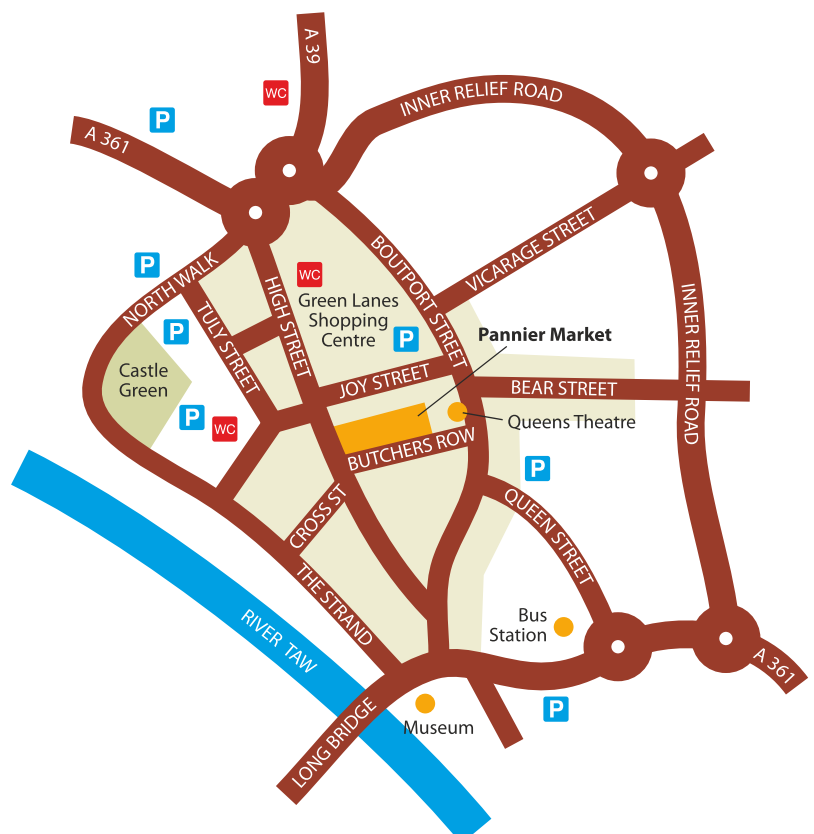 A 39
WC
P
INNER RELIEF ROAD
A 361
BOUTPORT STREET
VICARAGE STREET
P
NORTH WALK
WC
HIGH STREET
Green Lanes
Shopping
Centre
P
P
TULY STREET
INNER RELIEF ROAD
Pannier Market
Castle
Green
JOY STREET
BEAR STREET
P
WC
Queens Theatre
BUTCHERS ROW
P
CROSS ST
QUEEN STREET
THE STRAND
Bus
Station
RIVER TAW
A 361
P
Museum
LONG BRIDGE